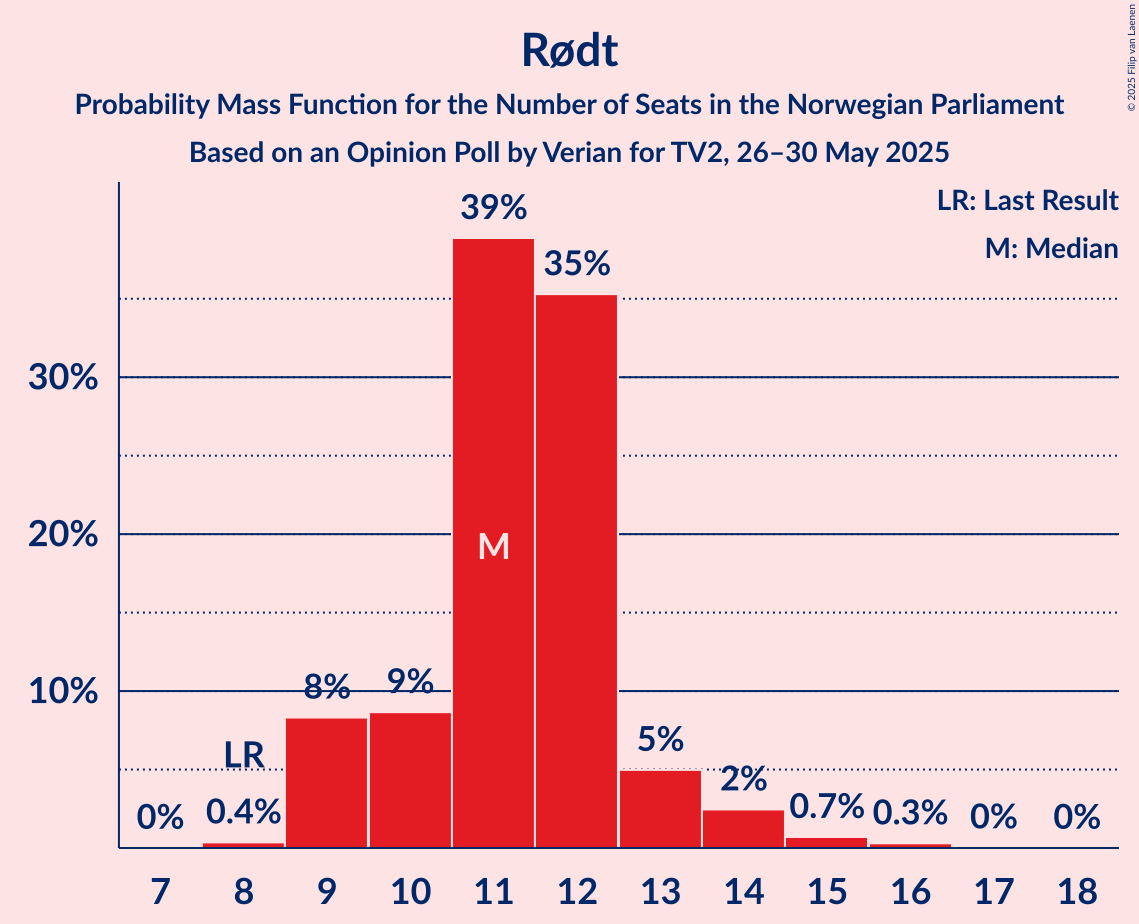 Rødt
Probability Mass Function for the Number of Seats in the Norwegian Parliament
Based on an Opinion Poll by Verian for TV2, 26–30 May 2025
© 2025 Filip van Laenen
LR: Last Result
M: Median
39%
35%
30%
20%
M
10%
8%
9%
LR
5%
2%
0%
0.4%
0.7%
0.3%
0%
0%
7 8 9 10 11 12 13 14 15 16 17 18